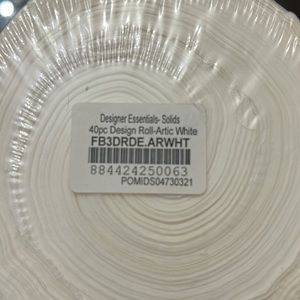 Designer Essentials- Solids
40pc Design Roll-Artic White
FB3DRDE.ARWHT
884424250063
POMIDS04730321